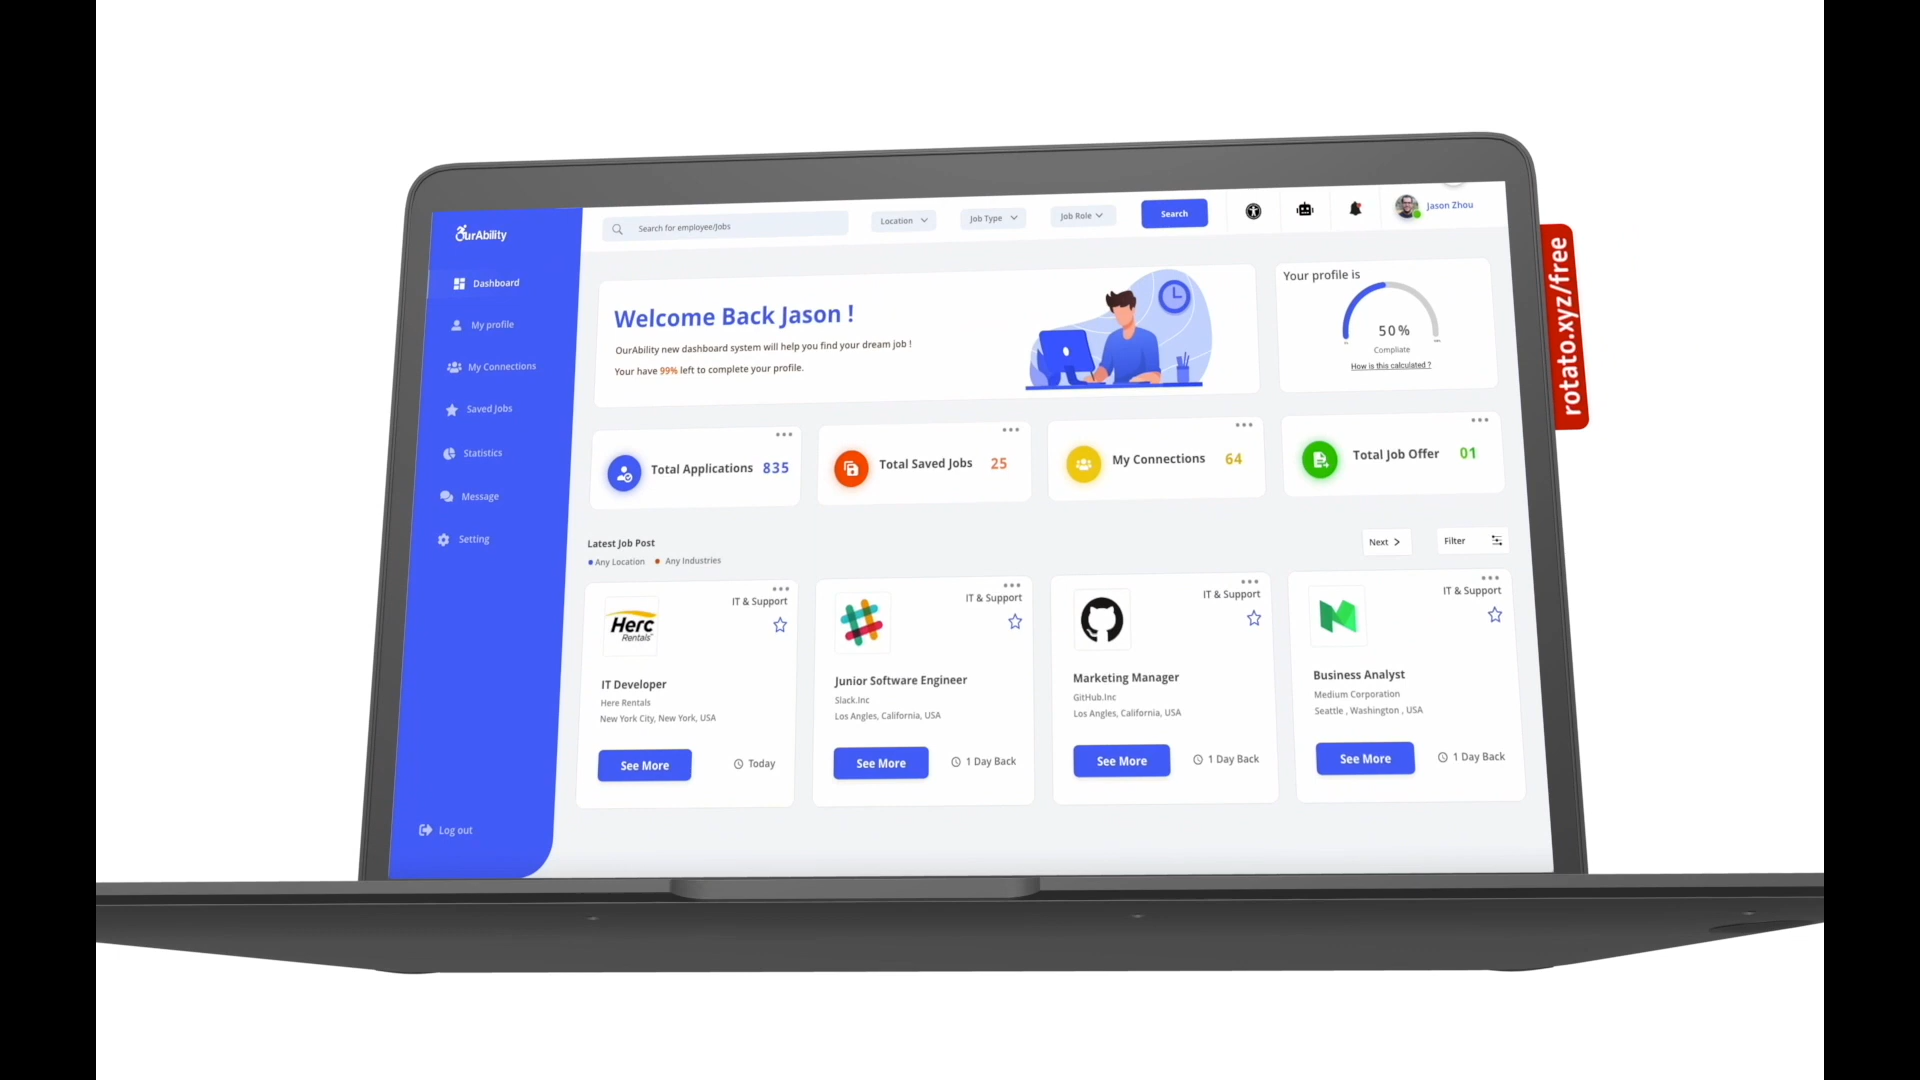 OurAbility
Search for employee/Jobs
Location
Job Type
Job Role
Search
Jason Zhou
Dashboard
My profile
My Connections
Saved Jobs
Statistics
Message
Setting
Log out
Welcome Back Jason !
OurAbility new dashboard system will help you find your dream job !
Your have 99% left to complete your profile.
Your profile is
50%
Compliate
How is this calculated ?
rotato.xyz/free
Total Applications 835
Total Saved Jobs 25
My Connections 64
Total Job Offer 01
Latest Job Post
Any Location Any Industries
Next
Filter
IT & Support
Herc
Rentals
IT Developer
Here Rentals
New York City, New York, USA
See More
Today
IT & Support
Junior Software Engineer
Slack.Inc
Los Angles, California, USA
See More
1 Day Back
IT & Support
Marketing Manager
GitHub.Inc
Los Angles, California, USA
See More
1 Day Back
IT & Support
Business Analyst
Medium Corporation
Seattle , Washington , USA
See More
1 Day Back